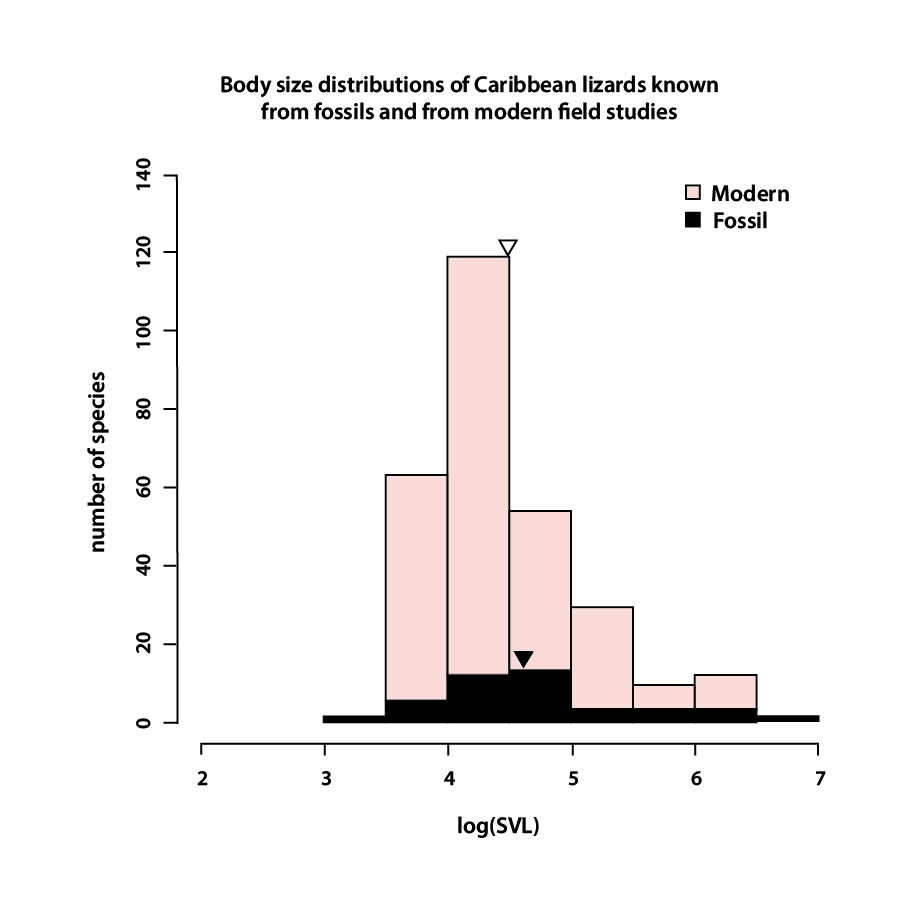 Body size distributions of Caribbean lizards known
from fossils and from modern field studies
Modern
Fossil
number of species
140
120
100
80
60
40
20
0
2 3 4 5 6 7
log(SVL)